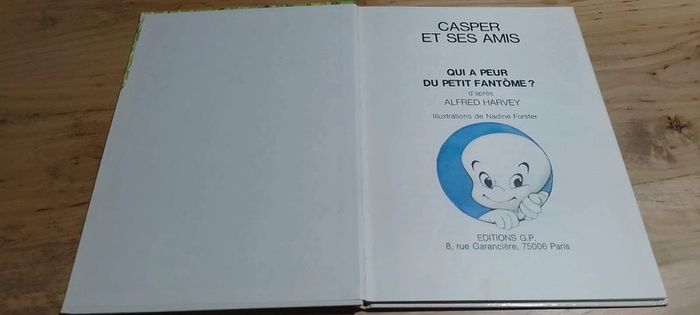 CASPER
ET SES AMIS
QUI A PEUR
DU PETIT FANTÔME ?
d'après
ALFRED HARVEY
Illustrations de Nadine Forster
EDITIONS G.P.
8, rue Garancière, 75006 Paris